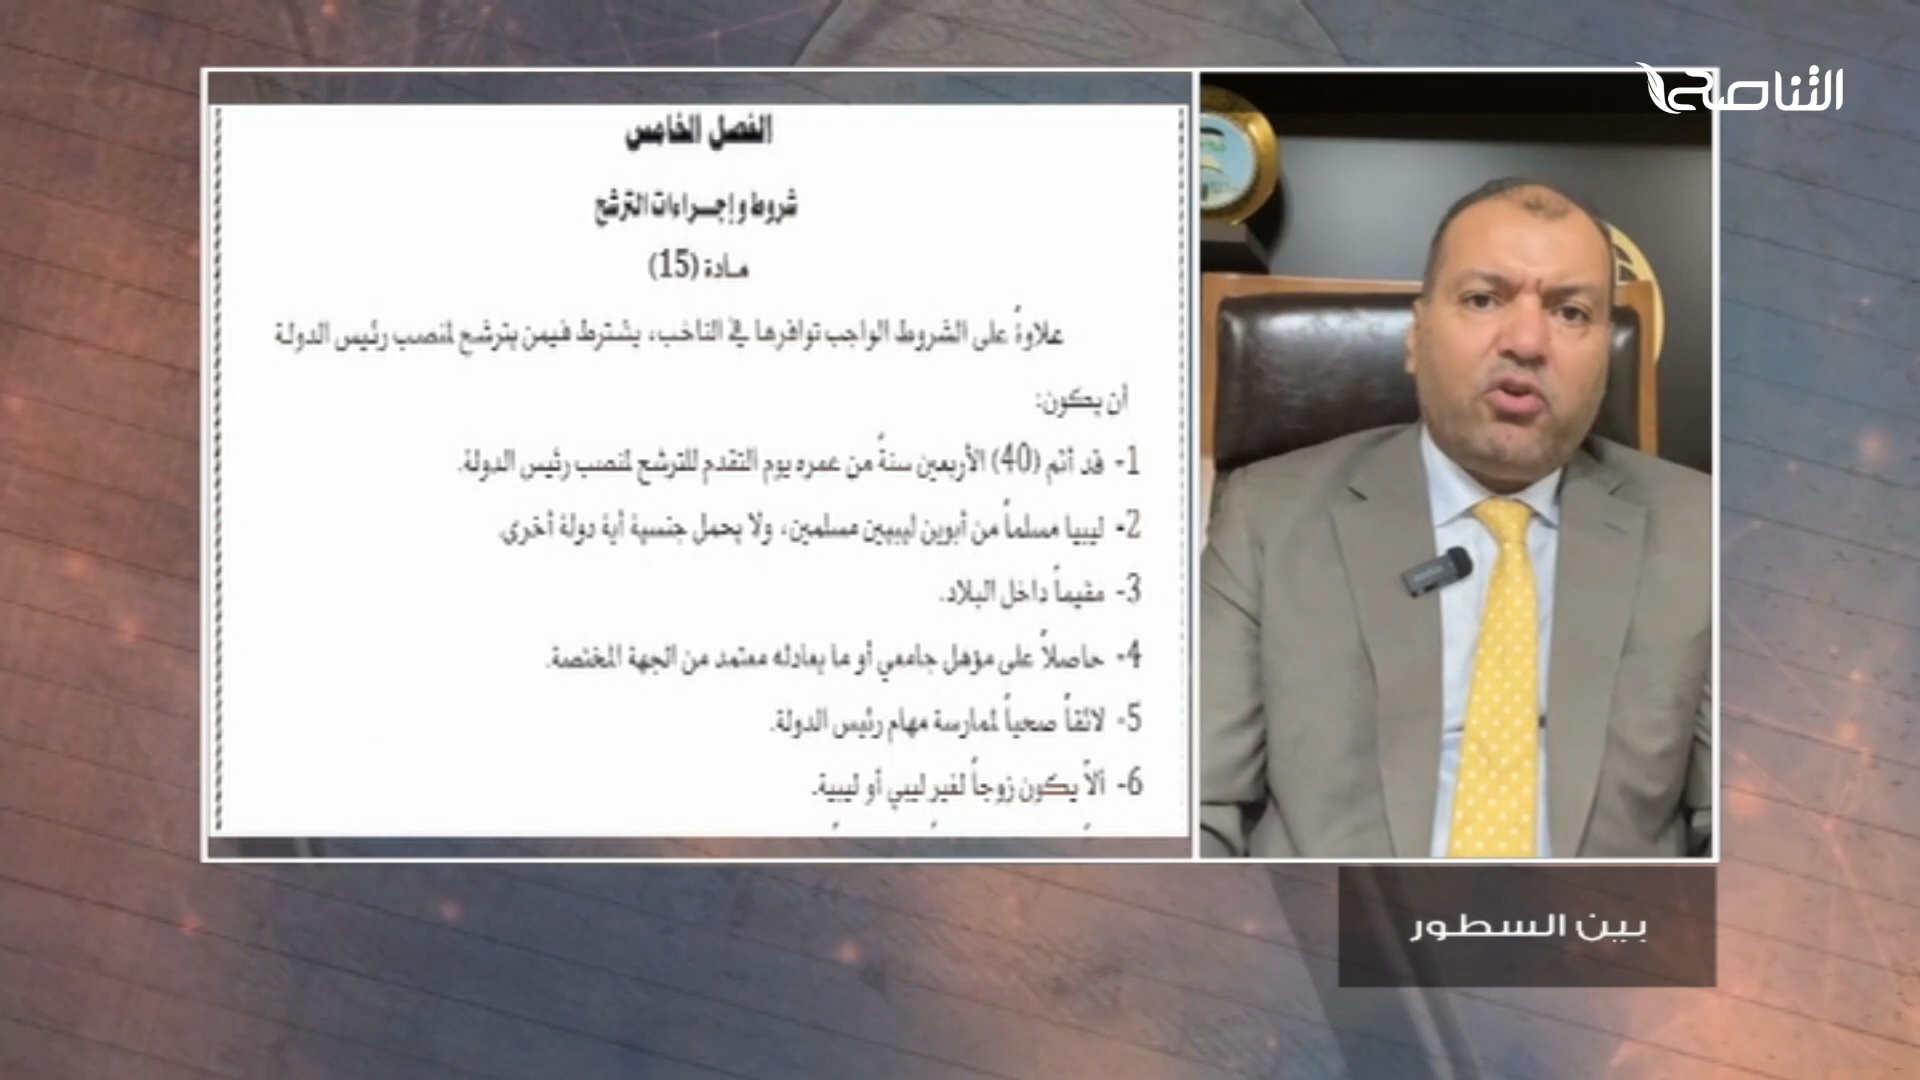 التناصح
الفصل الخامس
شروط وإجراءات الترشح
مادة (15)
علاوةً على الشروط الواجب توافرها في الناخب، يشترط فيمن يترشح لمنصب رئيس الدولة
أن يكون:
1- قد أتم (40) الأربعين سنةً من عمره يوم التقدم للترشح لمنصب رئيس الدولة.
2- ليبيا مسلماً من أبوين ليبيين مسلمين، ولا يحمل جنسية أية دولة أخرى.
3- مقيماً داخل البلاد.
4- حاصلاً على مؤهل جامعي أو ما يعادله معتمد من الجهة المختصة.
5- لائقاً صحياً لممارسة مهام رئيس الدولة.
6- ألاّ يكون زوجاً لغير ليبي أو ليبية.
بين السطور